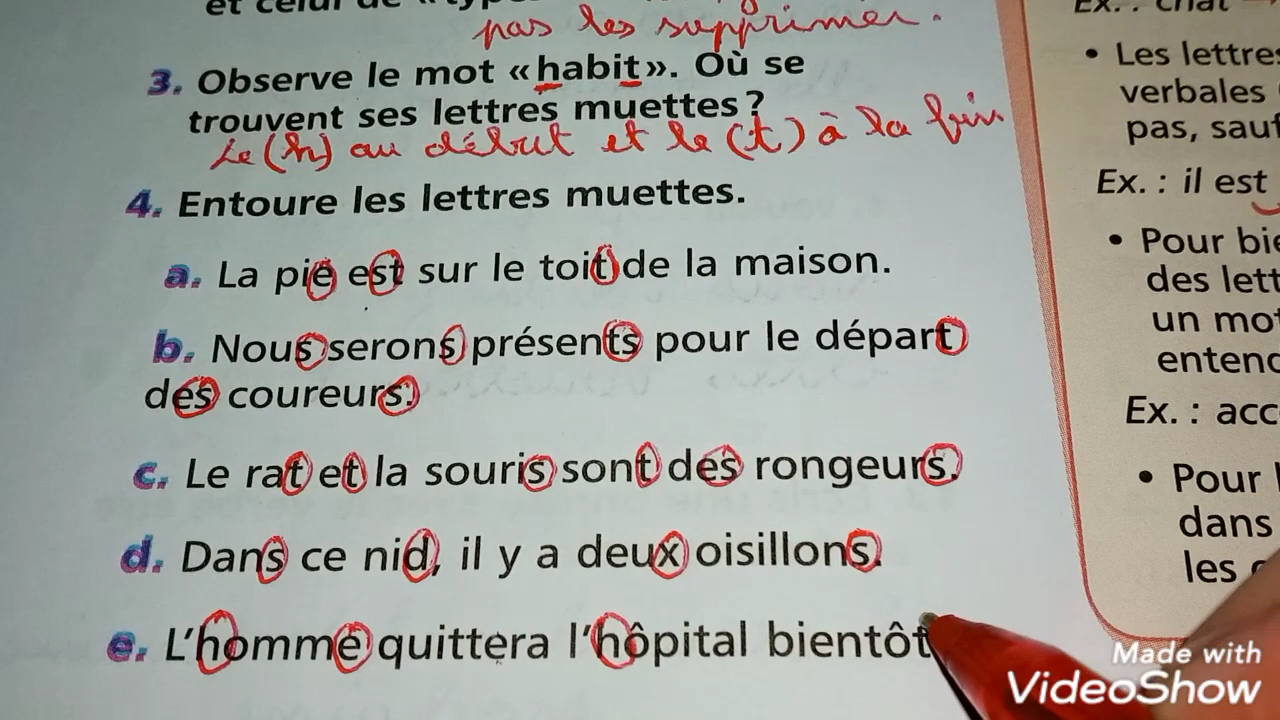 et celui de
pas les supprimer.
3. Observe le mot « habit ». Où se
trouvent ses lettres muettes ?
Le (h) au début et le (t) à la fin
4. Entoure les lettres muettes.
a. La pie est sur le toit de la maison.
b. Nous serons présents pour le départ
des coureurs.
c. Le rat et la souris sont des rongeurs.
d. Dans ce nid, il y a deux oisillons.
e. L'homme quittera l'hôpital bientôt
Ex. : chat
• Les lettre
verbales
pas, sauf
Ex. : il est
• Pour bie
des lett
un mot
entend
Ex. : acc
• Pour l
dans
les
Made with
VideoShow